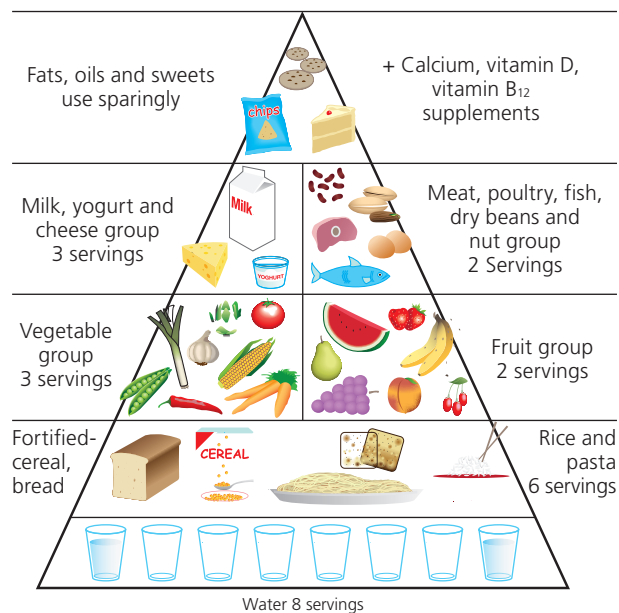 Fats, oils and sweets
use sparingly
+ Calcium, vitamin D,
vitamin B₁₂
supplements
chips
Milk, yogurt and
cheese group
3 servings
Milk
YOGHURT
Meat, poultry, fish,
dry beans and
nut group
2 Servings
Vegetable
group
3 servings
Fruit group
2 servings
Fortified-
cereal,
bread
CEREAL
Rice and
pasta
6 servings
Water 8 servings